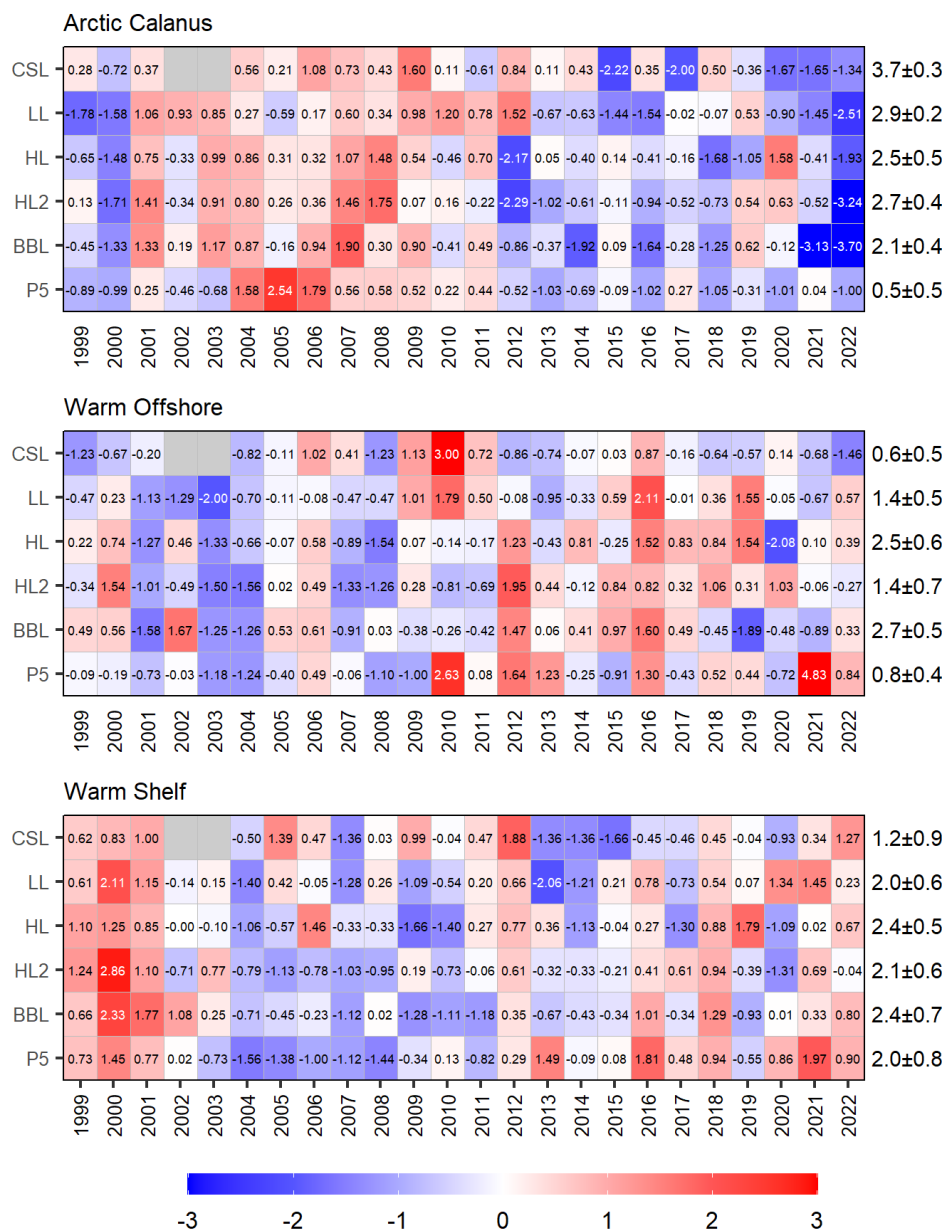 Arctic Calanus
CSL 0.28 -0.72 0.37 0.56 0.21 1.08 0.73 0.43 1.60 0.11 -0.61 0.84 0.11 0.43 -2.22 0.35 -2.00 0.50 -0.36 -1.67 -1.65 -1.34 3.7±0.3
LL -1.78 -1.58 1.06 0.93 0.85 0.27 -0.59 0.17 0.60 0.34 0.98 1.20 0.78 1.52 -0.67 -0.63 -1.44 -1.54 -0.02 -0.07 0.53 -0.90 -1.45 -2.51 2.9±0.2
HL -0.65 -1.48 0.75 -0.33 0.99 0.86 0.31 0.32 1.07 1.48 0.54 -0.46 0.70 -2.17 0.05 -0.40 0.14 -0.41 -0.16 -1.68 -1.05 1.58 -0.41 -1.93 2.5±0.5
HL2 0.13 -1.71 1.41 -0.34 0.91 0.80 0.26 0.36 1.46 1.75 0.07 0.16 -0.22 -2.29 -1.02 -0.61 -0.11 -0.94 -0.52 -0.73 0.54 0.63 -0.52 -3.24 2.7±0.4
BBL -0.45 -1.33 1.33 0.19 1.17 0.87 -0.16 0.94 1.90 0.30 0.90 -0.41 0.49 -0.86 -0.37 -1.92 0.09 -1.64 -0.28 -1.25 0.62 -0.12 -3.13 -3.70 2.1±0.4
P5 -0.89 -0.99 0.25 -0.46 -0.68 1.58 2.54 1.79 0.56 0.58 0.52 0.22 0.44 -0.52 -1.03 -0.69 -0.09 -1.02 0.27 -1.05 -0.31 -1.01 0.04 -1.00 0.5±0.5
1999 2000 2001 2002 2003 2004 2005 2006 2007 2008 2009 2010 2011 2012 2013 2014 2015 2016 2017 2018 2019 2020 2021 2022
Warm Offshore
CSL -1.23 -0.67 -0.20 -0.82 -0.11 1.02 0.41 -1.23 1.13 3.00 0.72 -0.86 -0.74 -0.07 0.03 0.87 -0.16 -0.64 -0.57 0.14 -0.68 -1.46 0.6±0.5
LL -0.47 0.23 -1.13 -1.29 -2.00 -0.70 -0.11 -0.08 -0.47 -0.47 1.01 1.79 0.50 -0.08 -0.95 -0.33 0.59 2.11 -0.01 0.36 1.55 -0.05 -0.67 0.57 1.4±0.5
HL 0.22 0.74 -1.27 0.46 -1.33 -0.66 -0.07 0.58 -0.89 -1.54 0.07 -0.14 -0.17 1.23 -0.43 0.81 -0.25 1.52 0.83 0.84 1.54 -2.08 0.10 0.39 2.5±0.6
HL2 -0.34 1.54 -1.01 -0.49 -1.50 -1.56 0.02 0.49 -1.33 -1.26 0.28 -0.81 -0.69 1.95 0.44 -0.12 0.84 0.82 0.32 1.06 0.31 1.03 -0.06 -0.27 1.4±0.7
BBL 0.49 0.56 -1.58 1.67 -1.25 -1.26 0.53 0.61 -0.91 0.03 -0.38 -0.26 -0.42 1.47 0.06 0.41 0.97 1.60 0.49 -0.45 -1.89 -0.48 -0.89 0.33 2.7±0.5
P5 -0.09 -0.19 -0.73 -0.03 -1.18 -1.24 -0.40 0.49 -0.06 -1.10 -1.00 2.63 0.08 1.64 1.23 -0.25 -0.91 1.30 -0.43 0.52 0.44 -0.72 4.83 0.84 0.8±0.4
1999 2000 2001 2002 2003 2004 2005 2006 2007 2008 2009 2010 2011 2012 2013 2014 2015 2016 2017 2018 2019 2020 2021 2022
Warm Shelf
CSL 0.62 0.83 1.00 -0.50 1.39 0.47 -1.36 0.03 0.99 -0.04 0.47 1.88 -1.36 -1.36 -1.66 -0.45 -0.46 0.45 -0.04 -0.93 0.34 1.27 1.2±0.9
LL 0.61 2.11 1.15 -0.14 0.15 -1.40 0.42 -0.05 -1.28 0.26 -1.09 -0.54 0.20 0.66 -2.06 -1.21 0.21 0.78 -0.73 0.54 0.07 1.34 1.45 0.23 2.0±0.6
HL 1.10 1.25 0.85 -0.00 -0.10 -1.06 -0.57 1.46 -0.33 -0.33 -1.66 -1.40 0.27 0.77 0.36 -1.13 -0.04 0.27 -1.30 0.88 1.79 -1.09 0.02 0.67 2.4±0.5
HL2 1.24 2.86 1.10 -0.71 0.77 -0.79 -1.13 -0.78 -1.03 -0.95 0.19 -0.73 -0.06 0.61 -0.32 -0.33 -0.21 0.41 0.61 0.94 -0.39 -1.31 0.69 -0.04 2.1±0.6
BBL 0.66 2.33 1.77 1.08 0.25 -0.71 -0.45 -0.23 -1.12 0.02 -1.28 -1.11 -1.18 0.35 -0.67 -0.43 -0.34 1.01 -0.34 1.29 -0.93 0.01 0.33 0.80 2.4±0.7
P5 0.73 1.45 0.77 0.02 -0.73 -1.56 -1.38 -1.00 -1.12 -1.44 -0.34 0.13 -0.82 0.29 1.49 -0.09 0.08 1.81 0.48 0.94 -0.55 0.86 1.97 0.90 2.0±0.8
1999 2000 2001 2002 2003 2004 2005 2006 2007 2008 2009 2010 2011 2012 2013 2014 2015 2016 2017 2018 2019 2020 2021 2022
-3 -2 -1 0 1 2 3